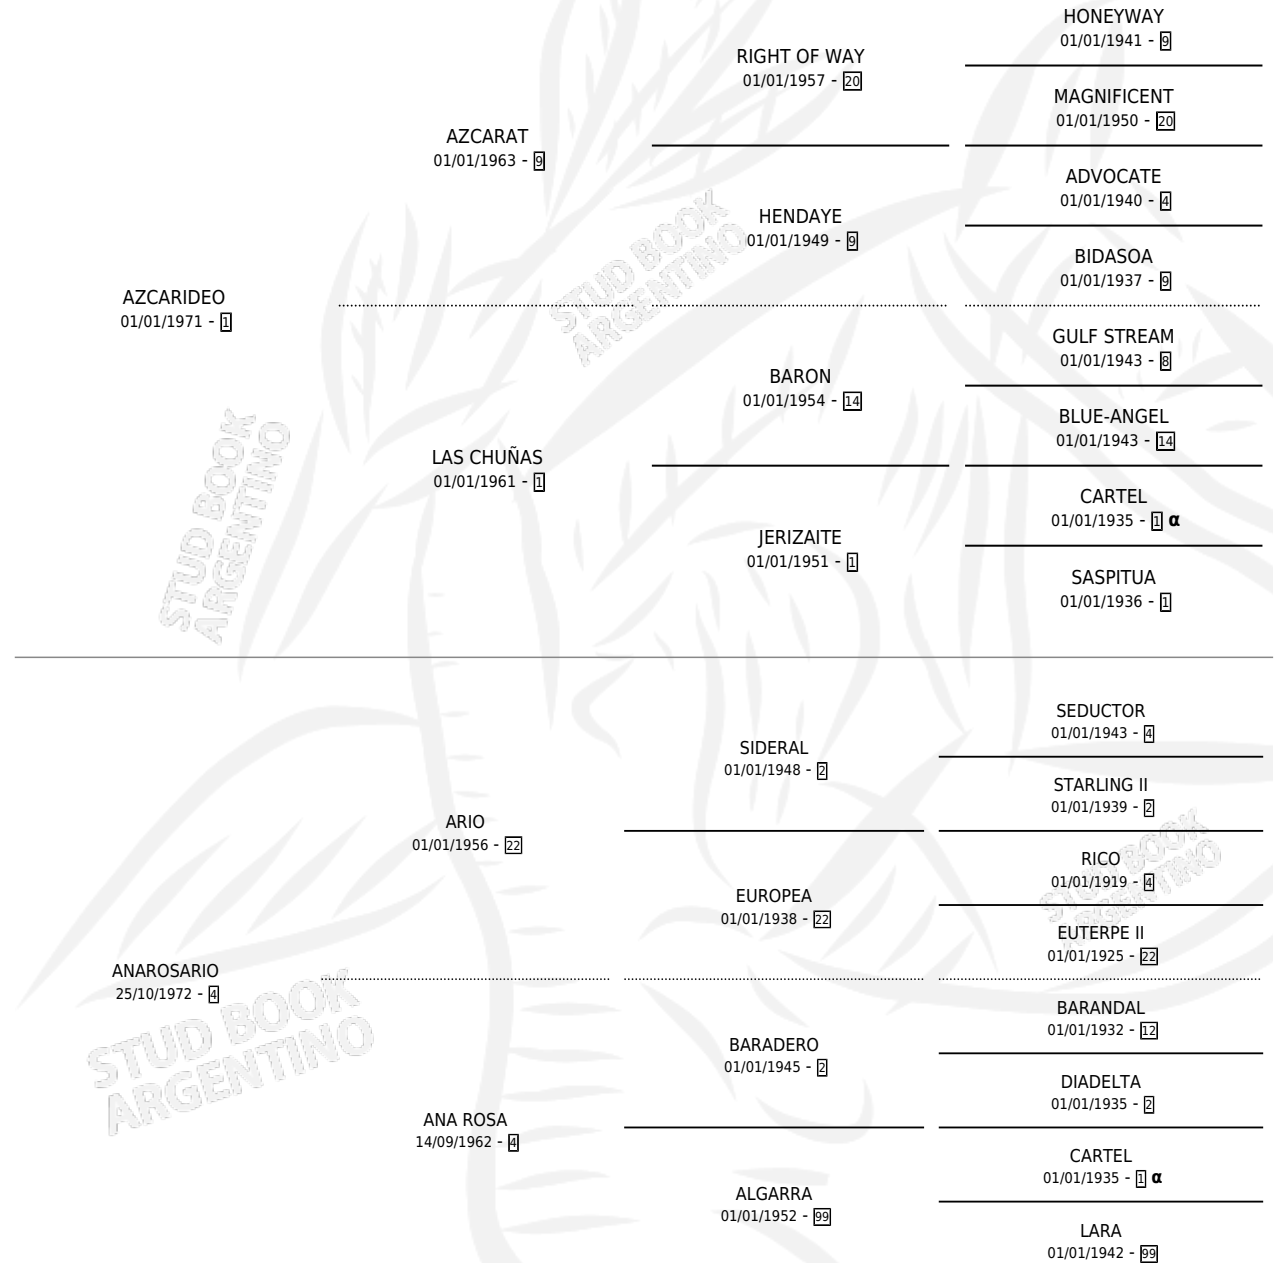 HONEYWAY
01/01/1941 - 9
RIGHT OF WAY
01/01/1957 - 20
MAGNIFICENT
01/01/1950 - 20
AZCARAT
01/01/1963 - 9
ADVOCATE
01/01/1940 - 4
HENDAYE
01/01/1949 - 9
BIDASOA
01/01/1937 - 9
STUD BOOK
ARGENTINO
AZCARIDEO
01/01/1971 - 1
GULF STREAM
01/01/1943 - 8
BARON
01/01/1954 - 14
BLUE-ANGEL
01/01/1943 - 14
LAS CHUÑAS
01/01/1961 - 1
CARTEL
01/01/1935 - 1 α
JERIZAITE
01/01/1951 - 1
SASPITUA
01/01/1936 - 1
STUD BOOK
ARGENTINO
SEDUCTOR
01/01/1943 - 4
SIDERAL
01/01/1948 - 2
STARLING II
01/01/1939 - 2
ARIO
01/01/1956 - 22
RICO
01/01/1919 - 4
STUD BOOK
ARGENTINO
EUROPEA
01/01/1938 - 22
EUTERPE II
01/01/1925 - 22
ANAROSARIO
25/10/1972 - 4
STUD BOOK
ARGENTINO
BARANDAL
01/01/1932 - 12
BARADERO
01/01/1945 - 2
DIADELTA
01/01/1935 - 2
ANA ROSA
14/09/1962 - 4
CARTEL
01/01/1935 - 1 α
ALGARRA
01/01/1952 - 99
LARA
01/01/1942 - 99